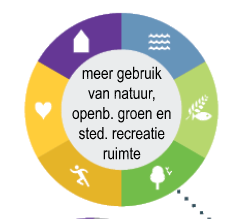 meer gebruik
van natuur,
openb. groen en
sted. recreatie
ruimte